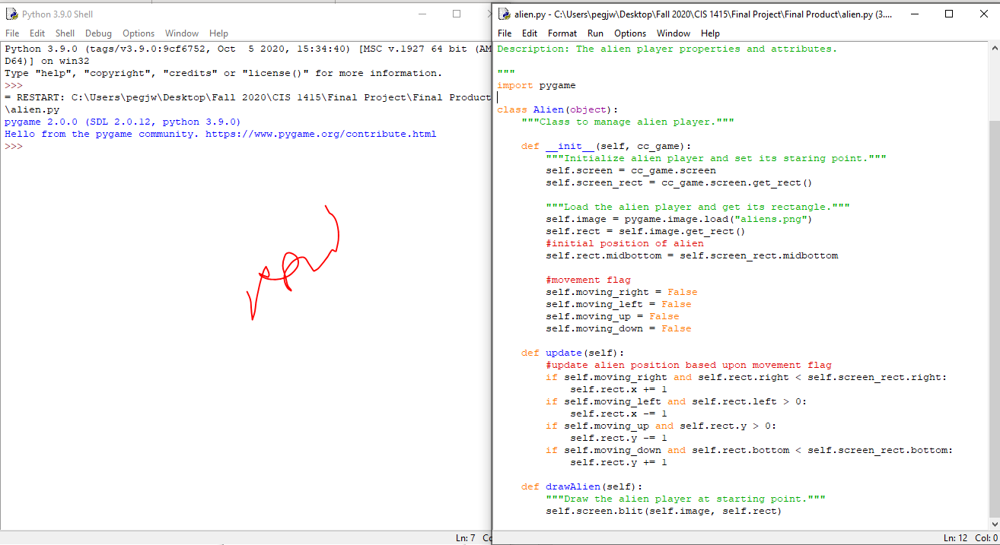 Python 3.9.0 Shell
File Edit Shell Debug Options Window Help
Python 3.9.0 (tags/v3.9.0:9cf6752, Oct  5 2020, 15:34:40) [MSC v.1927 64 bit (AM
D64)] on win32
Type "help", "copyright", "credits" or "license()" for more information.
>>>
= RESTART: C:\Users\pegjw\Desktop\Fall 2020\CIS 1415\Final Project\Final Product
\alien.py
pygame 2.0.0 (SDL 2.0.12, python 3.9.0)
Hello from the pygame community. https://www.pygame.org/contribute.html
>>>
Ln: 7 Co
alien.py - C:\Users\pegjw\Desktop\Fall 2020\CIS 1415\Final Project\Final Product\alien.py (3....
File Edit Format Run Options Window Help
Description: The alien player properties and attributes.
"""
import pygame
class Alien(object):
    """Class to manage alien player."""
    def __init__(self, cc_game):
        """Initialize alien player and set its staring point."""
        self.screen = cc_game.screen
        self.screen_rect = cc_game.screen.get_rect()
        """Load the alien player and get its rectangle."""
        self.image = pygame.image.load("aliens.png")
        self.rect = self.image.get_rect()
        #initial position of alien
        self.rect.midbottom = self.screen_rect.midbottom
        #movement flag
        self.moving_right = False
        self.moving_left = False
        self.moving_up = False
        self.moving_down = False
    def update(self):
        #update alien position based upon movement flag
        if self.moving_right and self.rect.right < self.screen_rect.right:
            self.rect.x += 1
        if self.moving_left and self.rect.left > 0:
            self.rect.x -= 1
        if self.moving_up and self.rect.y > 0:
            self.rect.y -= 1
        if self.moving_down and self.rect.bottom < self.screen_rect.bottom:
            self.rect.y += 1
    def drawAlien(self):
        """Draw the alien player at starting point."""
        self.screen.blit(self.image, self.rect)
Ln: 12 Col: 0